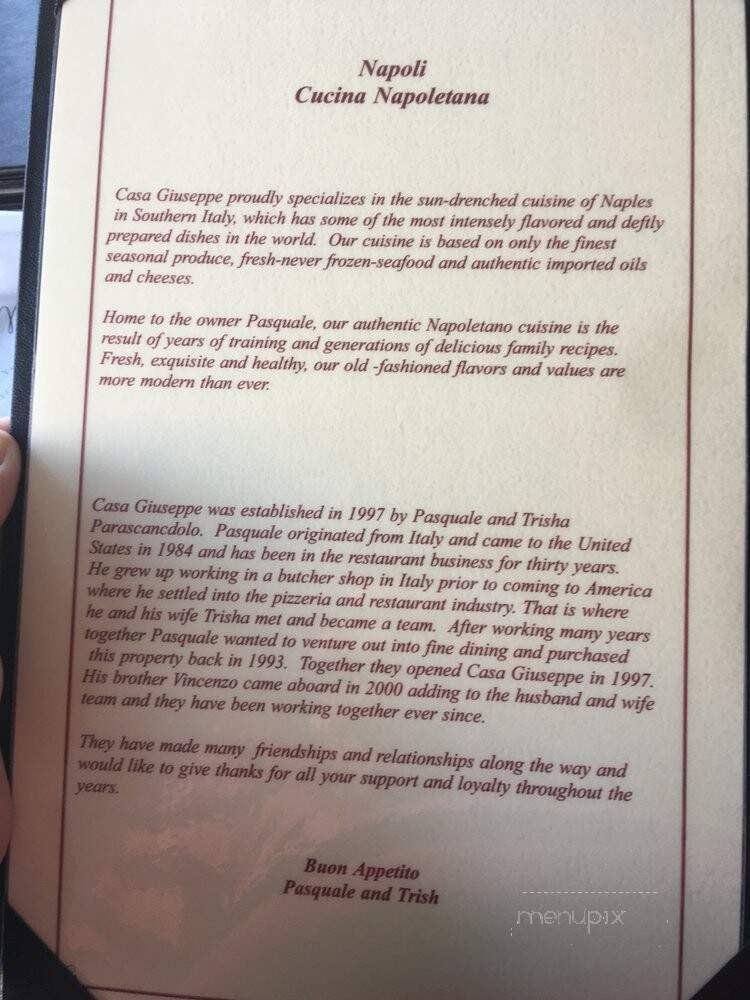 Napoli
Cucina Napoletana
Casa Giuseppe proudly specializes in the sun-drenched cuisine of Naples
in Southern Italy, which has some of the most intensely flavored and deftly
prepared dishes in the world. Our cuisine is based on only the finest
seasonal produce, fresh-never frozen-seafood and authentic imported oils
and cheeses.
Home to the owner Pasquale, our authentic Napoletano cuisine is the
result of years of training and generations of delicious family recipes.
Fresh, exquisite and healthy, our old -fashioned flavors and values are
more modern than ever.
Casa Giuseppe was established in 1997 by Pasquale and Trisha
Parascancdolo. Pasquale originated from Italy and came to the United
States in 1984 and has been in the restaurant business for thirty years.
He grew up working in a butcher shop in Italy prior to coming to America
where he settled into the pizzeria and restaurant industry. That is where
he and his wife Trisha met and became a team. After working many years
together Pasquale wanted to venture out into fine dining and purchased
this property back in 1993. Together they opened Casa Giuseppe in 1997.
His brother Vincenzo came aboard in 2000 adding to the husband and wife
team and they have been working together ever since.
They have made many friendships and relationships along the way and
would like to give thanks for all your support and loyalty throughout the
years.
Buon Appetito
Pasquale and Trish
menupix